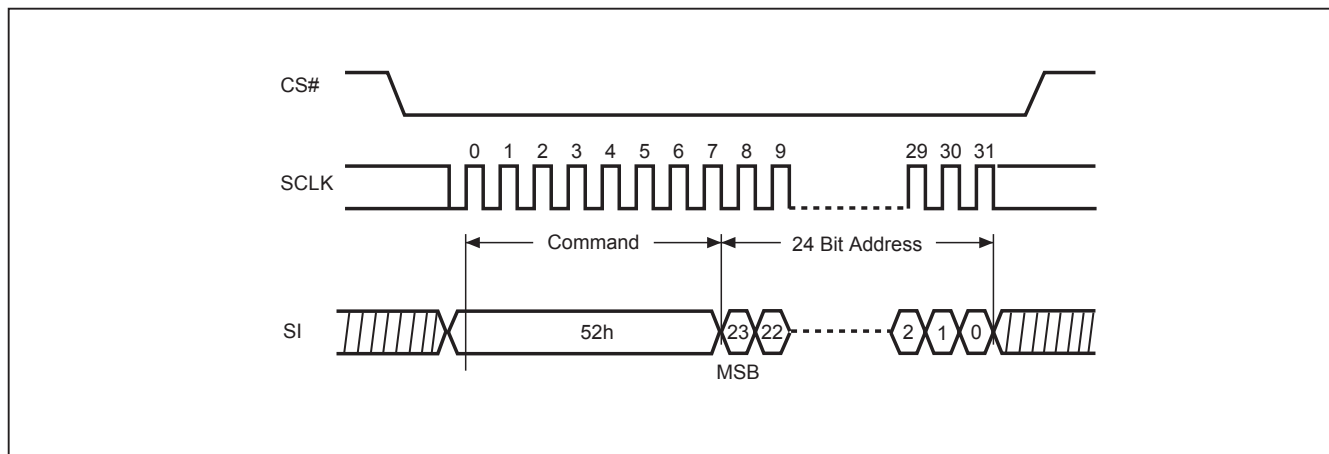 CS#
0 1 2 3 4 5 6 7 8 9 29 30 31
SCLK
Command 24 Bit Address
SI 52h 23 22 2 1 0
MSB